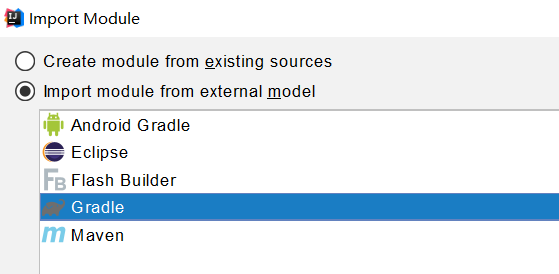 Import Module
Create module from existing sources
Import module from external model
Android Gradle
Eclipse
Flash Builder
Gradle
Maven